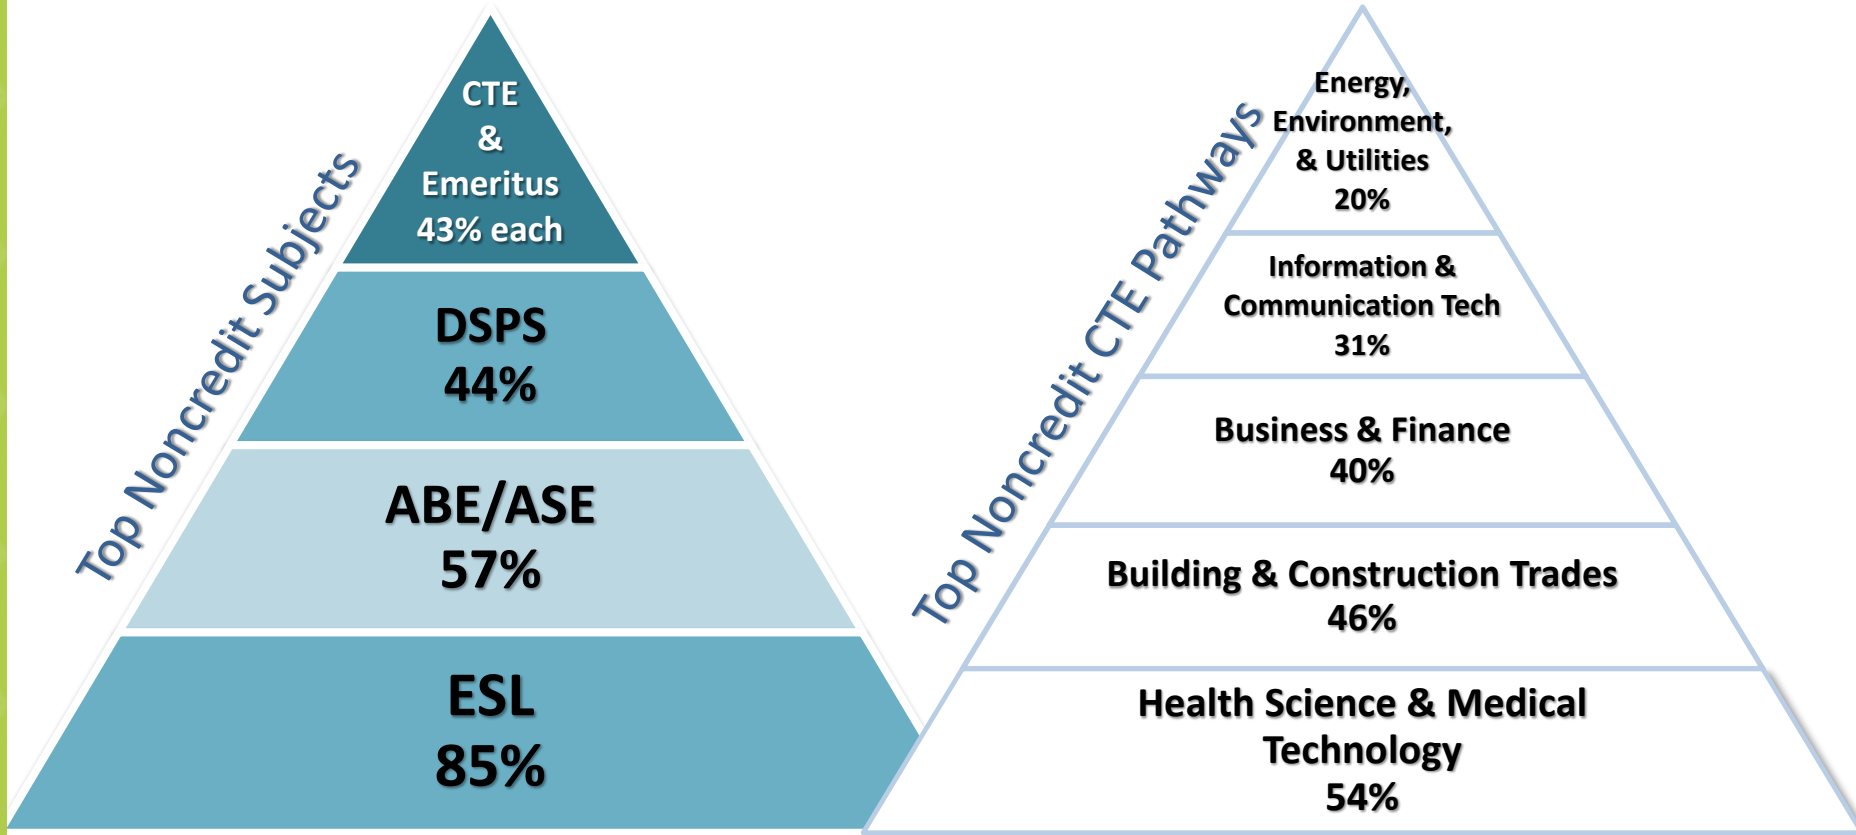 Top Noncredit Subjects
CTE
&
Emeritus
43% each
DSPS
44%
ABE/ASE
57%
ESL
85%
Top Noncredit CTE Pathways
Energy,
Environment,
& Utilities
20%
Information &
Communication Tech
31%
Business & Finance
40%
Building & Construction Trades
46%
Health Science & Medical
Technology
54%